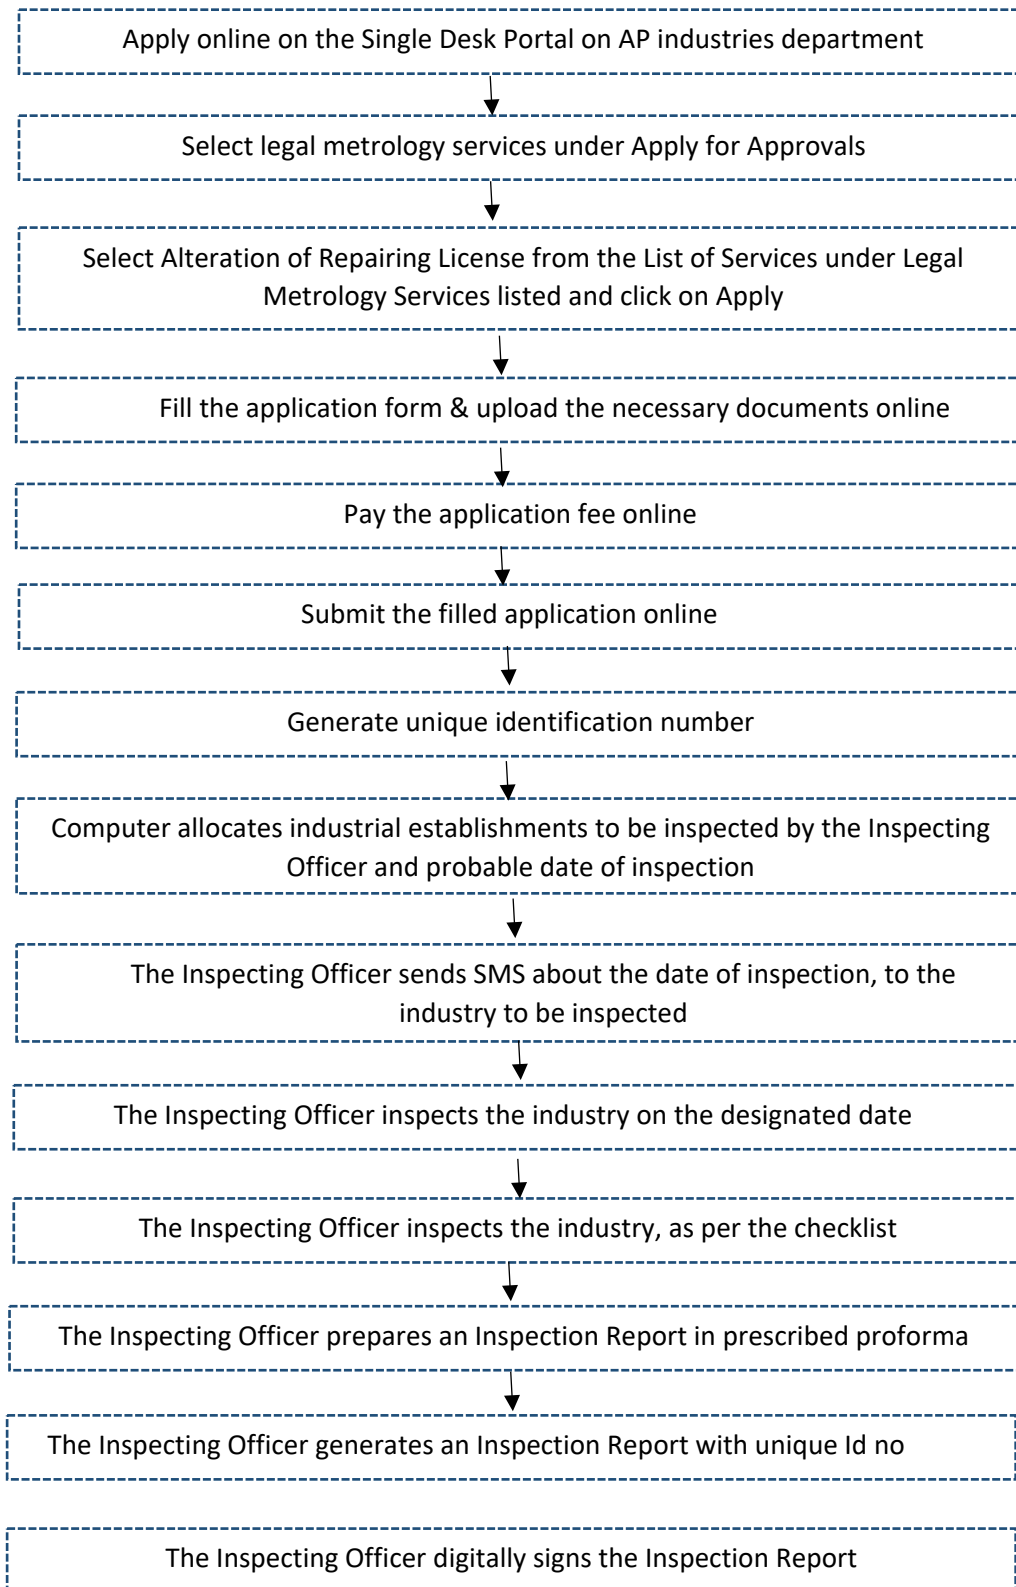 Apply online on the Single Desk Portal on AP industries department
Select legal metrology services under Apply for Approvals
Select Alteration of Repairing License from the List of Services under Legal
Metrology Services listed and click on Apply
Fill the application form & upload the necessary documents online
Pay the application fee online
Submit the filled application online
Generate unique identification number
Computer allocates industrial establishments to be inspected by the Inspecting
Officer and probable date of inspection
The Inspecting Officer sends SMS about the date of inspection, to the
industry to be inspected
The Inspecting Officer inspects the industry on the designated date
The Inspecting Officer inspects the industry, as per the checklist
The Inspecting Officer prepares an Inspection Report in prescribed proforma
The Inspecting Officer generates an Inspection Report with unique Id no
The Inspecting Officer digitally signs the Inspection Report